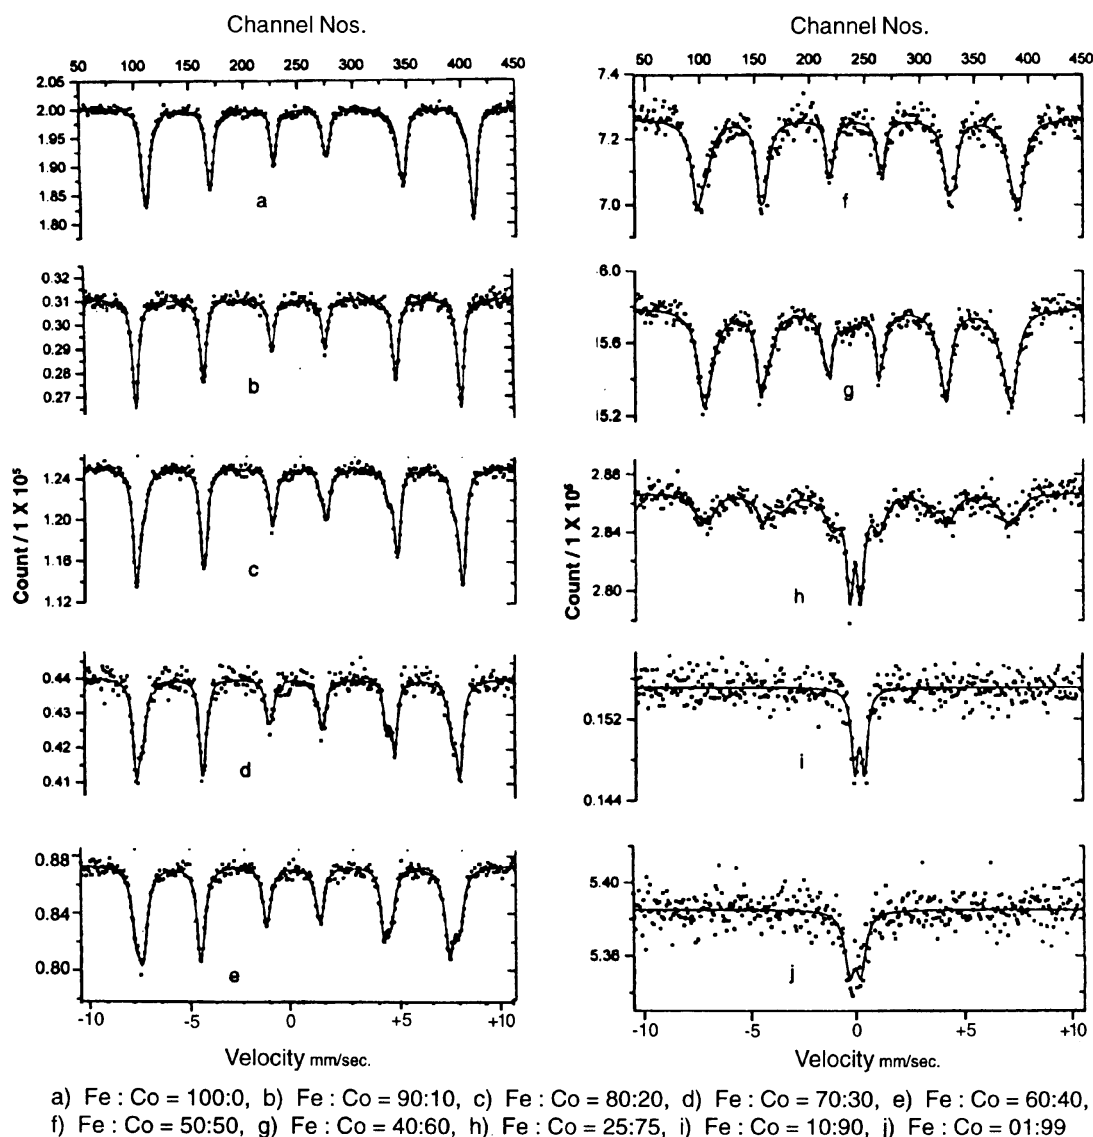 Channel Nos.
50 100 150 200 250 300 350 400 450
2.05
2.00
1.95
1.90
1.85
1.80
a
0.32
0.31
0.30
0.29
0.28
0.27
b
1.24
1.20
1.16
1.12
c
Count / 1 X 10⁵
0.44
0.43
0.42
0.41
d
0.88
0.84
0.80
e
-10 -5 0 +5 +10
Velocity mm/sec.
Channel Nos.
50 100 150 200 250 300 350 400 450
7.4
7.2
7.0
f
6.0
5.6
5.2
g
2.86
2.84
2.80
h
Count / 1 X 10⁶
0.152
0.144
i
5.40
5.36
j
-10 -5 0 +5 +10
Velocity mm/sec.
a) Fe : Co = 100:0, b) Fe : Co = 90:10, c) Fe : Co = 80:20, d) Fe : Co = 70:30, e) Fe : Co = 60:40,
f) Fe : Co = 50:50, g) Fe : Co = 40:60, h). Fe : Co = 25:75, i) Fe : Co = 10:90, j) Fe : Co = 01:99